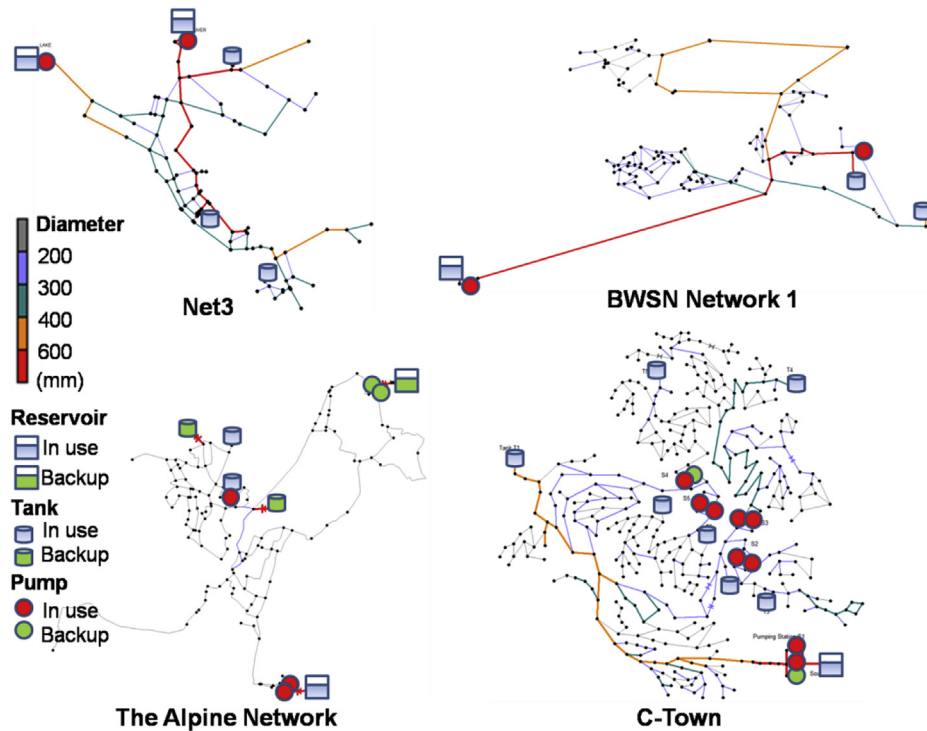 LAKE
RIVER
Diameter
200
300
400
600
(mm)
Net3
BWSN Network 1
Reservoir
In use
Backup
Tank
In use
Backup
Pump
In use
Backup
The Alpine Network
T4
Tank T1
S4
S3
S2
Pumping Station S1
C-Town